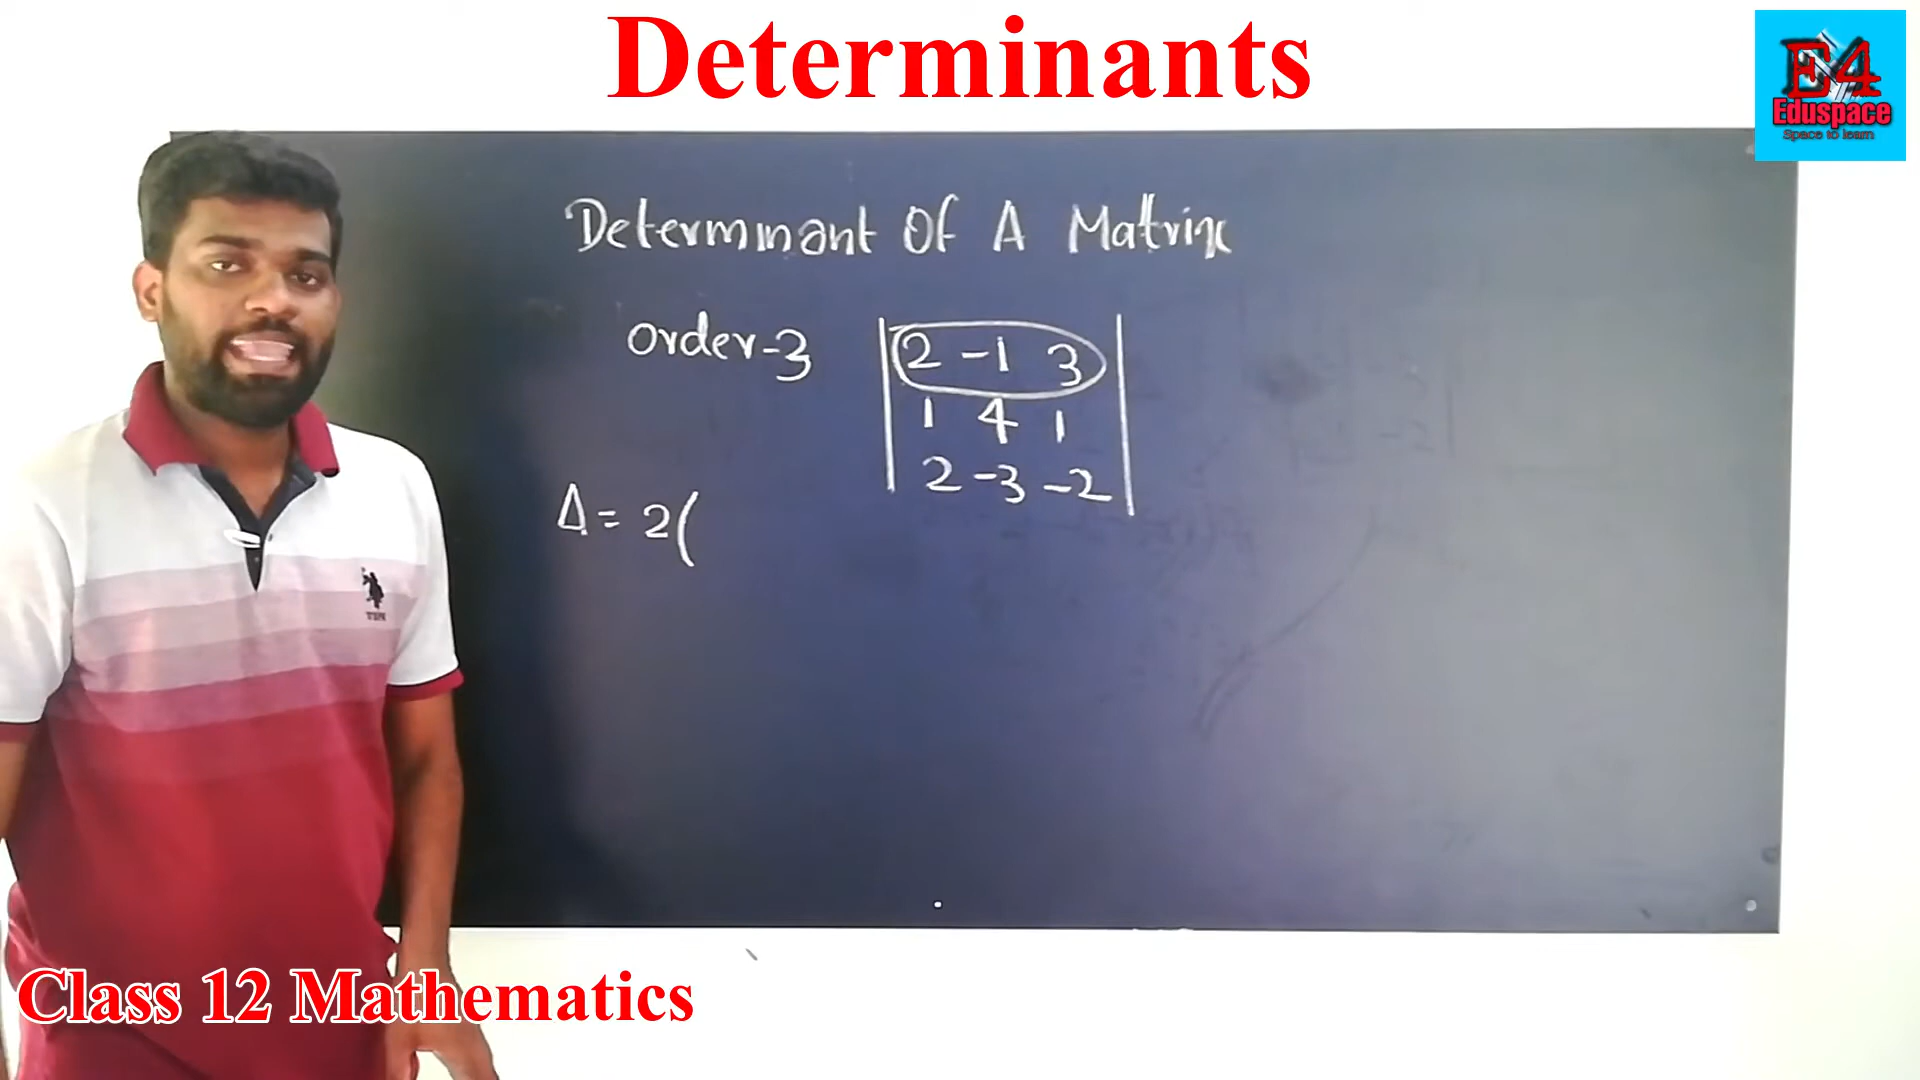 Determinants
E4
Eduspace
Space to learn
Determinant Of A Matrix
order-3
2 -1 3
1 4 1
2 -3 -2
Δ = 2(
USPA
Class 12 Mathematics